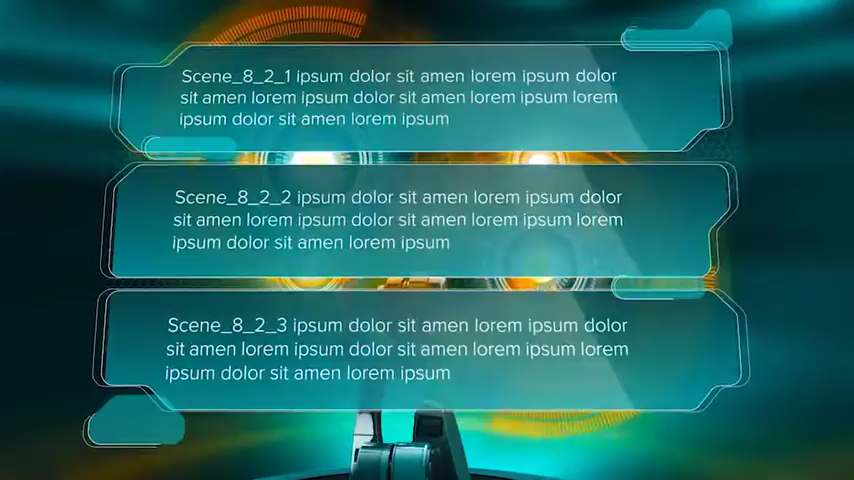 Scene_8_2_1 ipsum dolor sit amen lorem ipsum dolor
sit amen lorem ipsum dolor sit amen lorem ipsum lorem
ipsum dolor sit amen lorem ipsum
Scene_8_2_2 ipsum dolor sit amen lorem ipsum dolor
sit amen lorem ipsum dolor sit amen lorem ipsum lorem
ipsum dolor sit amen lorem ipsum
Scene_8_2_3 ipsum dolor sit amen lorem ipsum dolor
sit amen lorem ipsum dolor sit amen lorem ipsum lorem
ipsum dolor sit amen lorem ipsum